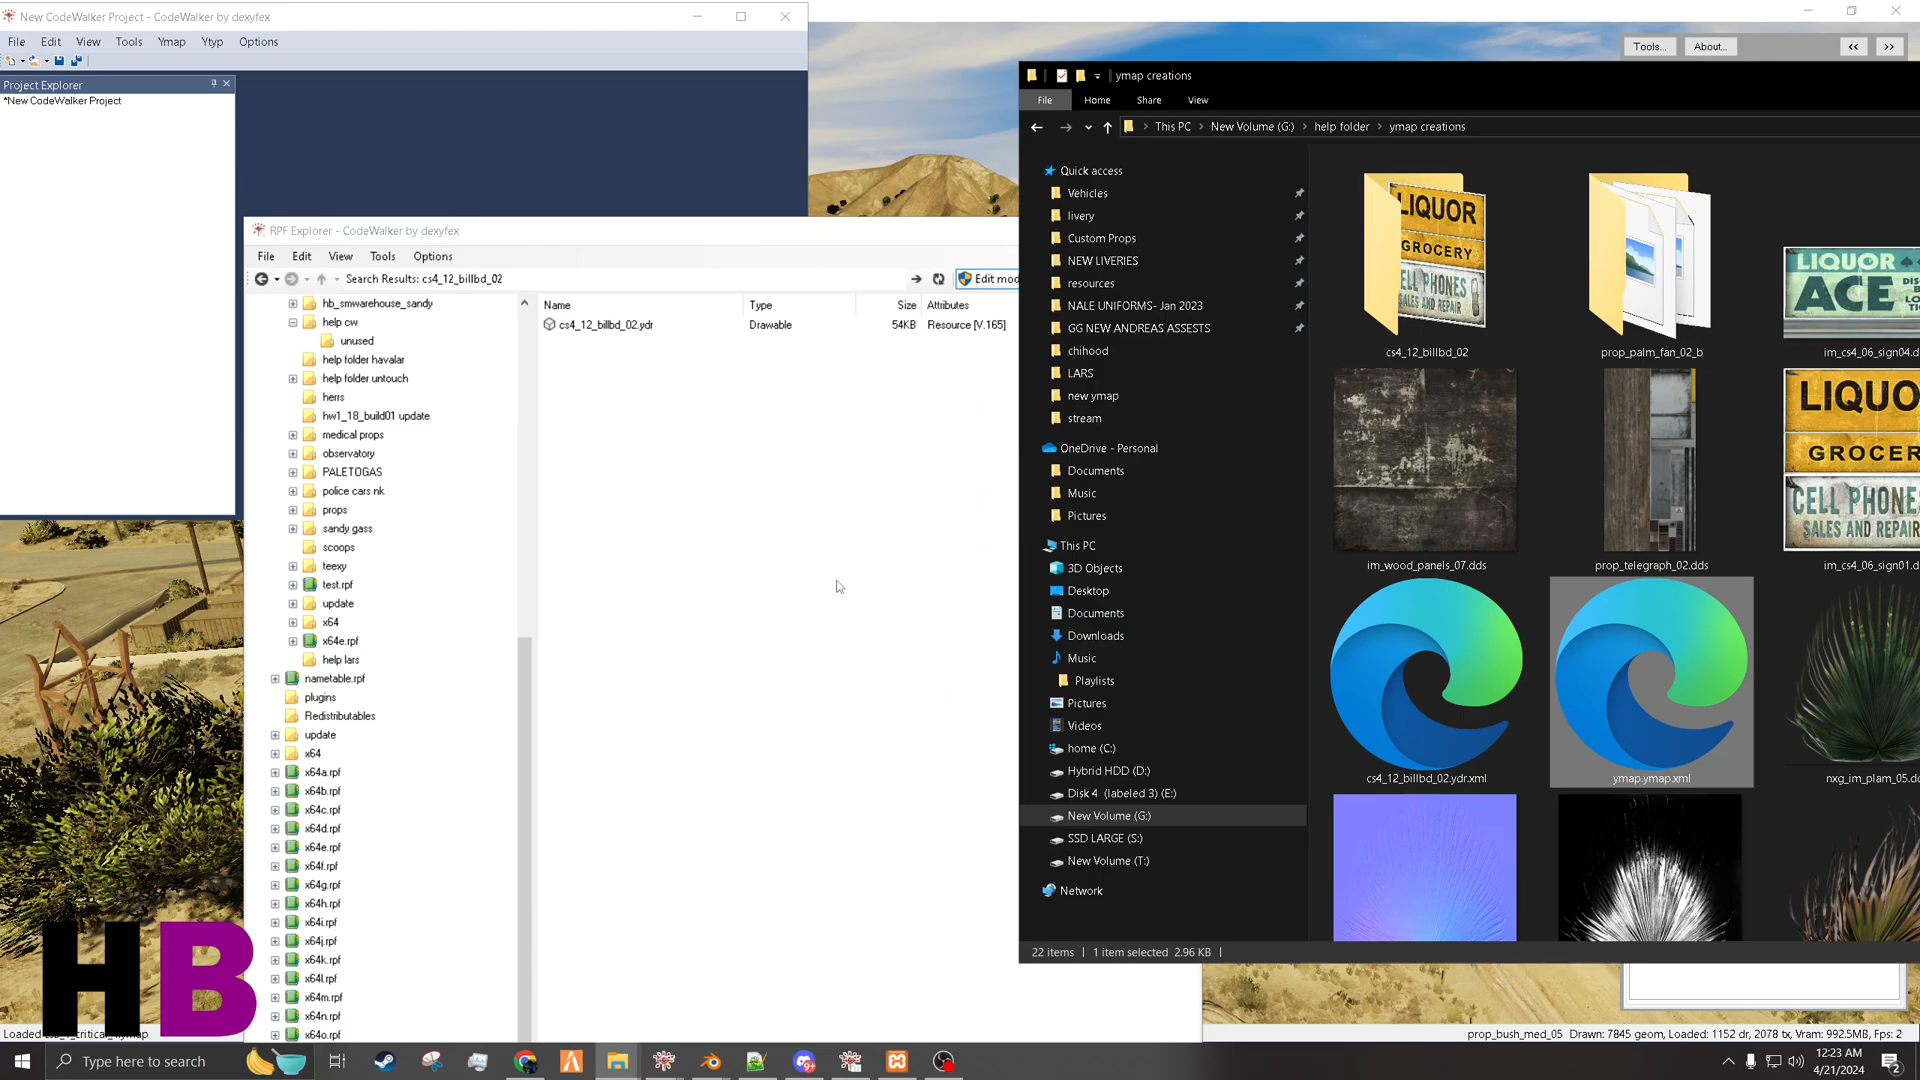 New CodeWalker Project - CodeWalker by dexyfex
File Edit View Tools Ymap Ytyp Options
Project Explorer
*New CodeWalker Project
Tools... About... << >>
ymap creations
File Home Share View
This PC > New Volume (G:) > help folder > ymap creations
RPF Explorer - CodeWalker by dexyfex
File Edit View Tools Options
Search Results: cs4_12_billbd_02
Edit mod
hb_smwarehouse_sandy
help cw
unused
help folder havalar
help folder untouch
herrs
hw1_18_build01 update
medical props
observatory
PALETOGAS
police cars nk
props
sandy gass
scoops
teexy
test.rpf
update
x64
x64e.rpf
help lars
nametable.rpf
plugins
Redistributables
update
x64
x64a.rpf
x64b.rpf
x64c.rpf
x64d.rpf
x64e.rpf
x64f.rpf
x64g.rpf
x64h.rpf
x64i.rpf
x64j.rpf
x64k.rpf
x64l.rpf
x64m.rpf
x64n.rpf
x64o.rpf
Name Type Size Attributes
cs4_12_billbd_02.ydr Drawable 54KB Resource [V.165]
Quick access
Vehicles
livery
Custom Props
NEW LIVERIES
resources
NALE UNIFORMS- Jan 2023
GG NEW ANDREAS ASSESTS
chihood
LARS
new ymap
stream
OneDrive - Personal
Documents
Music
Pictures
This PC
3D Objects
Desktop
Documents
Downloads
Music
Playlists
Pictures
Videos
home (C:)
Hybrid HDD (D:)
Disk 4 (labeled 3) (E:)
New Volume (G:)
SSD LARGE (S:)
New Volume (T:)
Network
LIQUOR
GROCERY
CELL PHONES
SALES AND REPAIR
LIQUOR
ACE
cs4_12_billbd_02
prop_palm_fan_02_b
im_cs4_06_sign04.d
LIQUO
GROCER
CELL PHONE
SALES AND REPAIR
im_wood_panels_07.dds
prop_telegraph_02.dds
im_cs4_06_sign01.d
cs4_12_billbd_02.ydr.xml
ymap.ymap.xml
nxg_im_plam_05.dd
22 items 1 item selected 2.96 KB
HB
prop_bush_med_05 Drawn: 7845 geom, Loaded: 1152 dr, 2078 tx, Vram: 992.5MB, Fps: 2
Type here to search
12:23 AM
4/21/2024
2